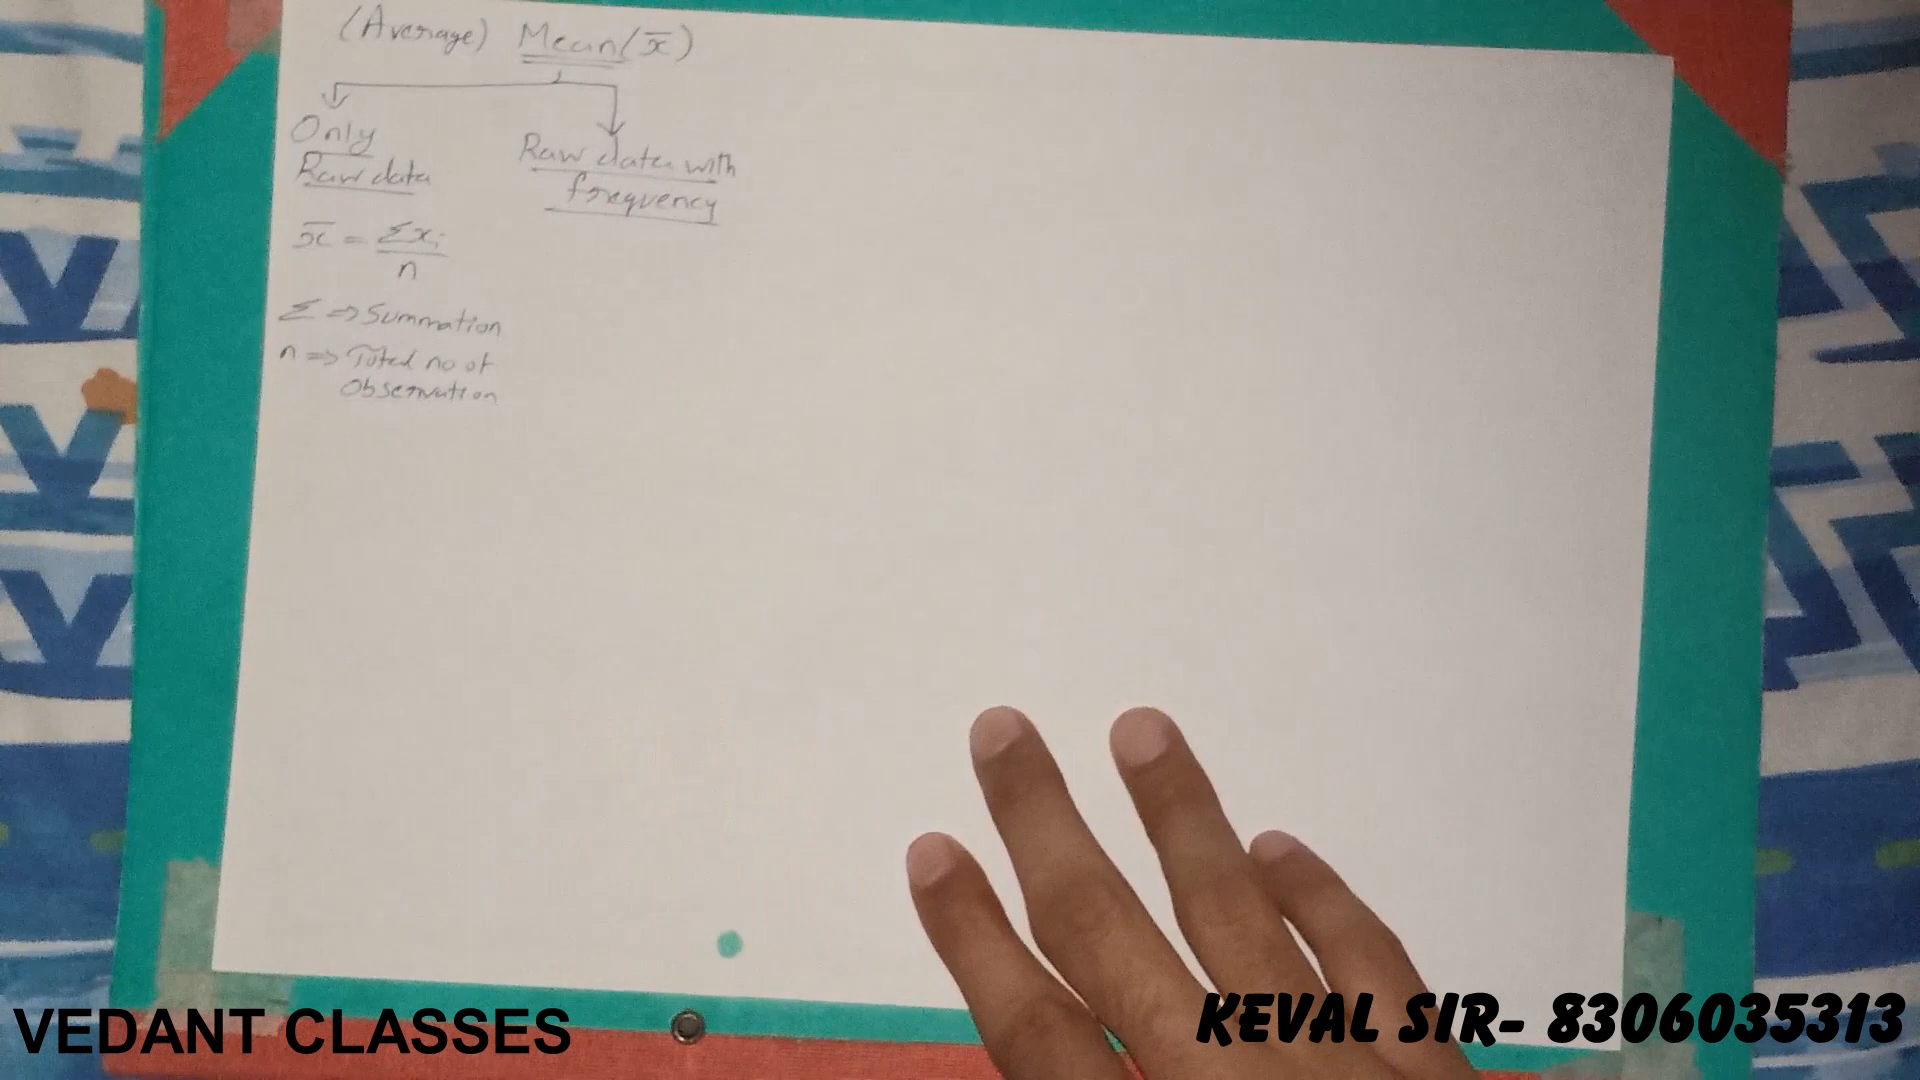 (Average) Mean (x̄)
Only
Raw data
Raw data with
frequency
x̄ = Σxᵢ
n
Σ => Summation
n => Total no of
Observation
VEDANT CLASSES
KEVAL SIR- 8306035313